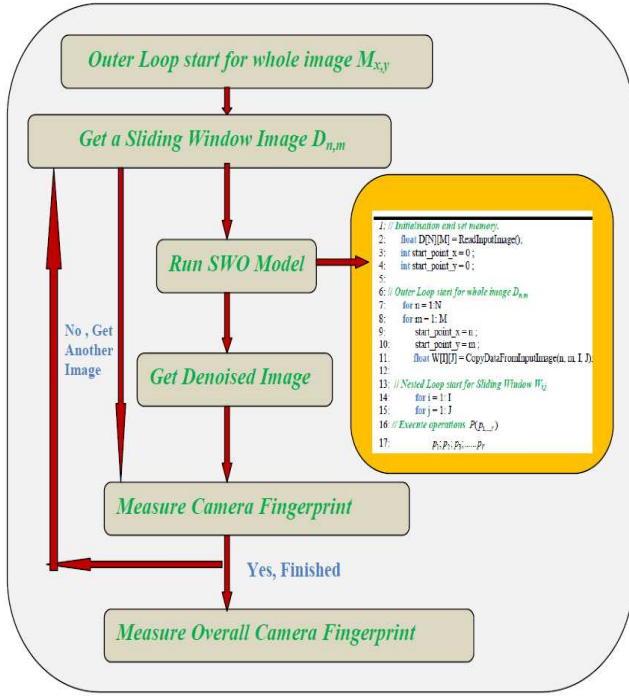 Outer Loop start for whole image Mx,y
Get a Sliding Window Image Dn,m
Run SWO Model
1: // Initialination and set memory.
2: float D[N][M] = ReadInputImage();
3: int start_point_x = 0 ;
4: int start_point_y = 0 ;
5:
6: // Outer Loop start for whole image Dn,m
7: for n = 1:N
8: for m = 1: M
9: start_point_x = n ;
10: start_point_y = m ;
11: float W[I][J] = CopyDataFromInputImage(n, m, I, J);
12:
13: // Nested Loop start for Sliding Window Wi,j
14: for i = 1: I
15: for j = 1: J
16: // Execute operations
17:
No , Get
Another
Image
Get Denoised Image
Measure Camera Fingerprint
Yes, Finished
Measure Overall Camera Fingerprint